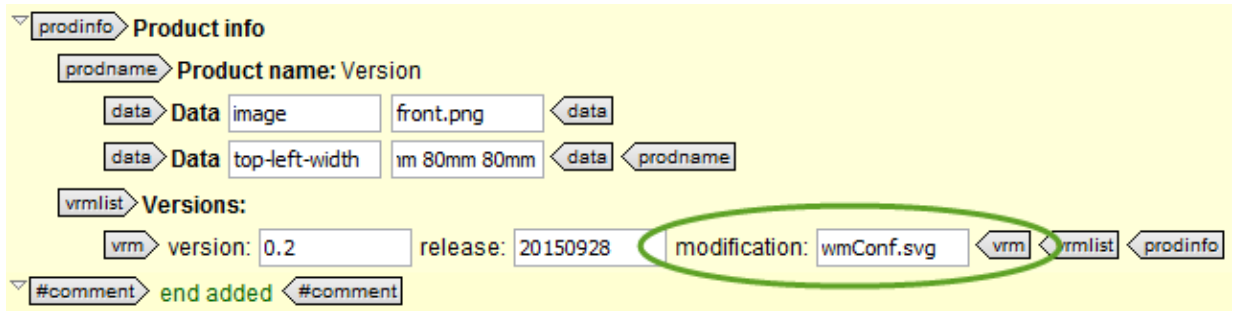 prodinfo Product info
prodname Product name: Version
data Data image front.png data
data Data top-left-width 80mm 80mm data prodname
vrmlist Versions:
vrm version: 0.2 release: 20150928 modification: wmConf.svg vrm vrmlist prodinfo
#comment end added #comment